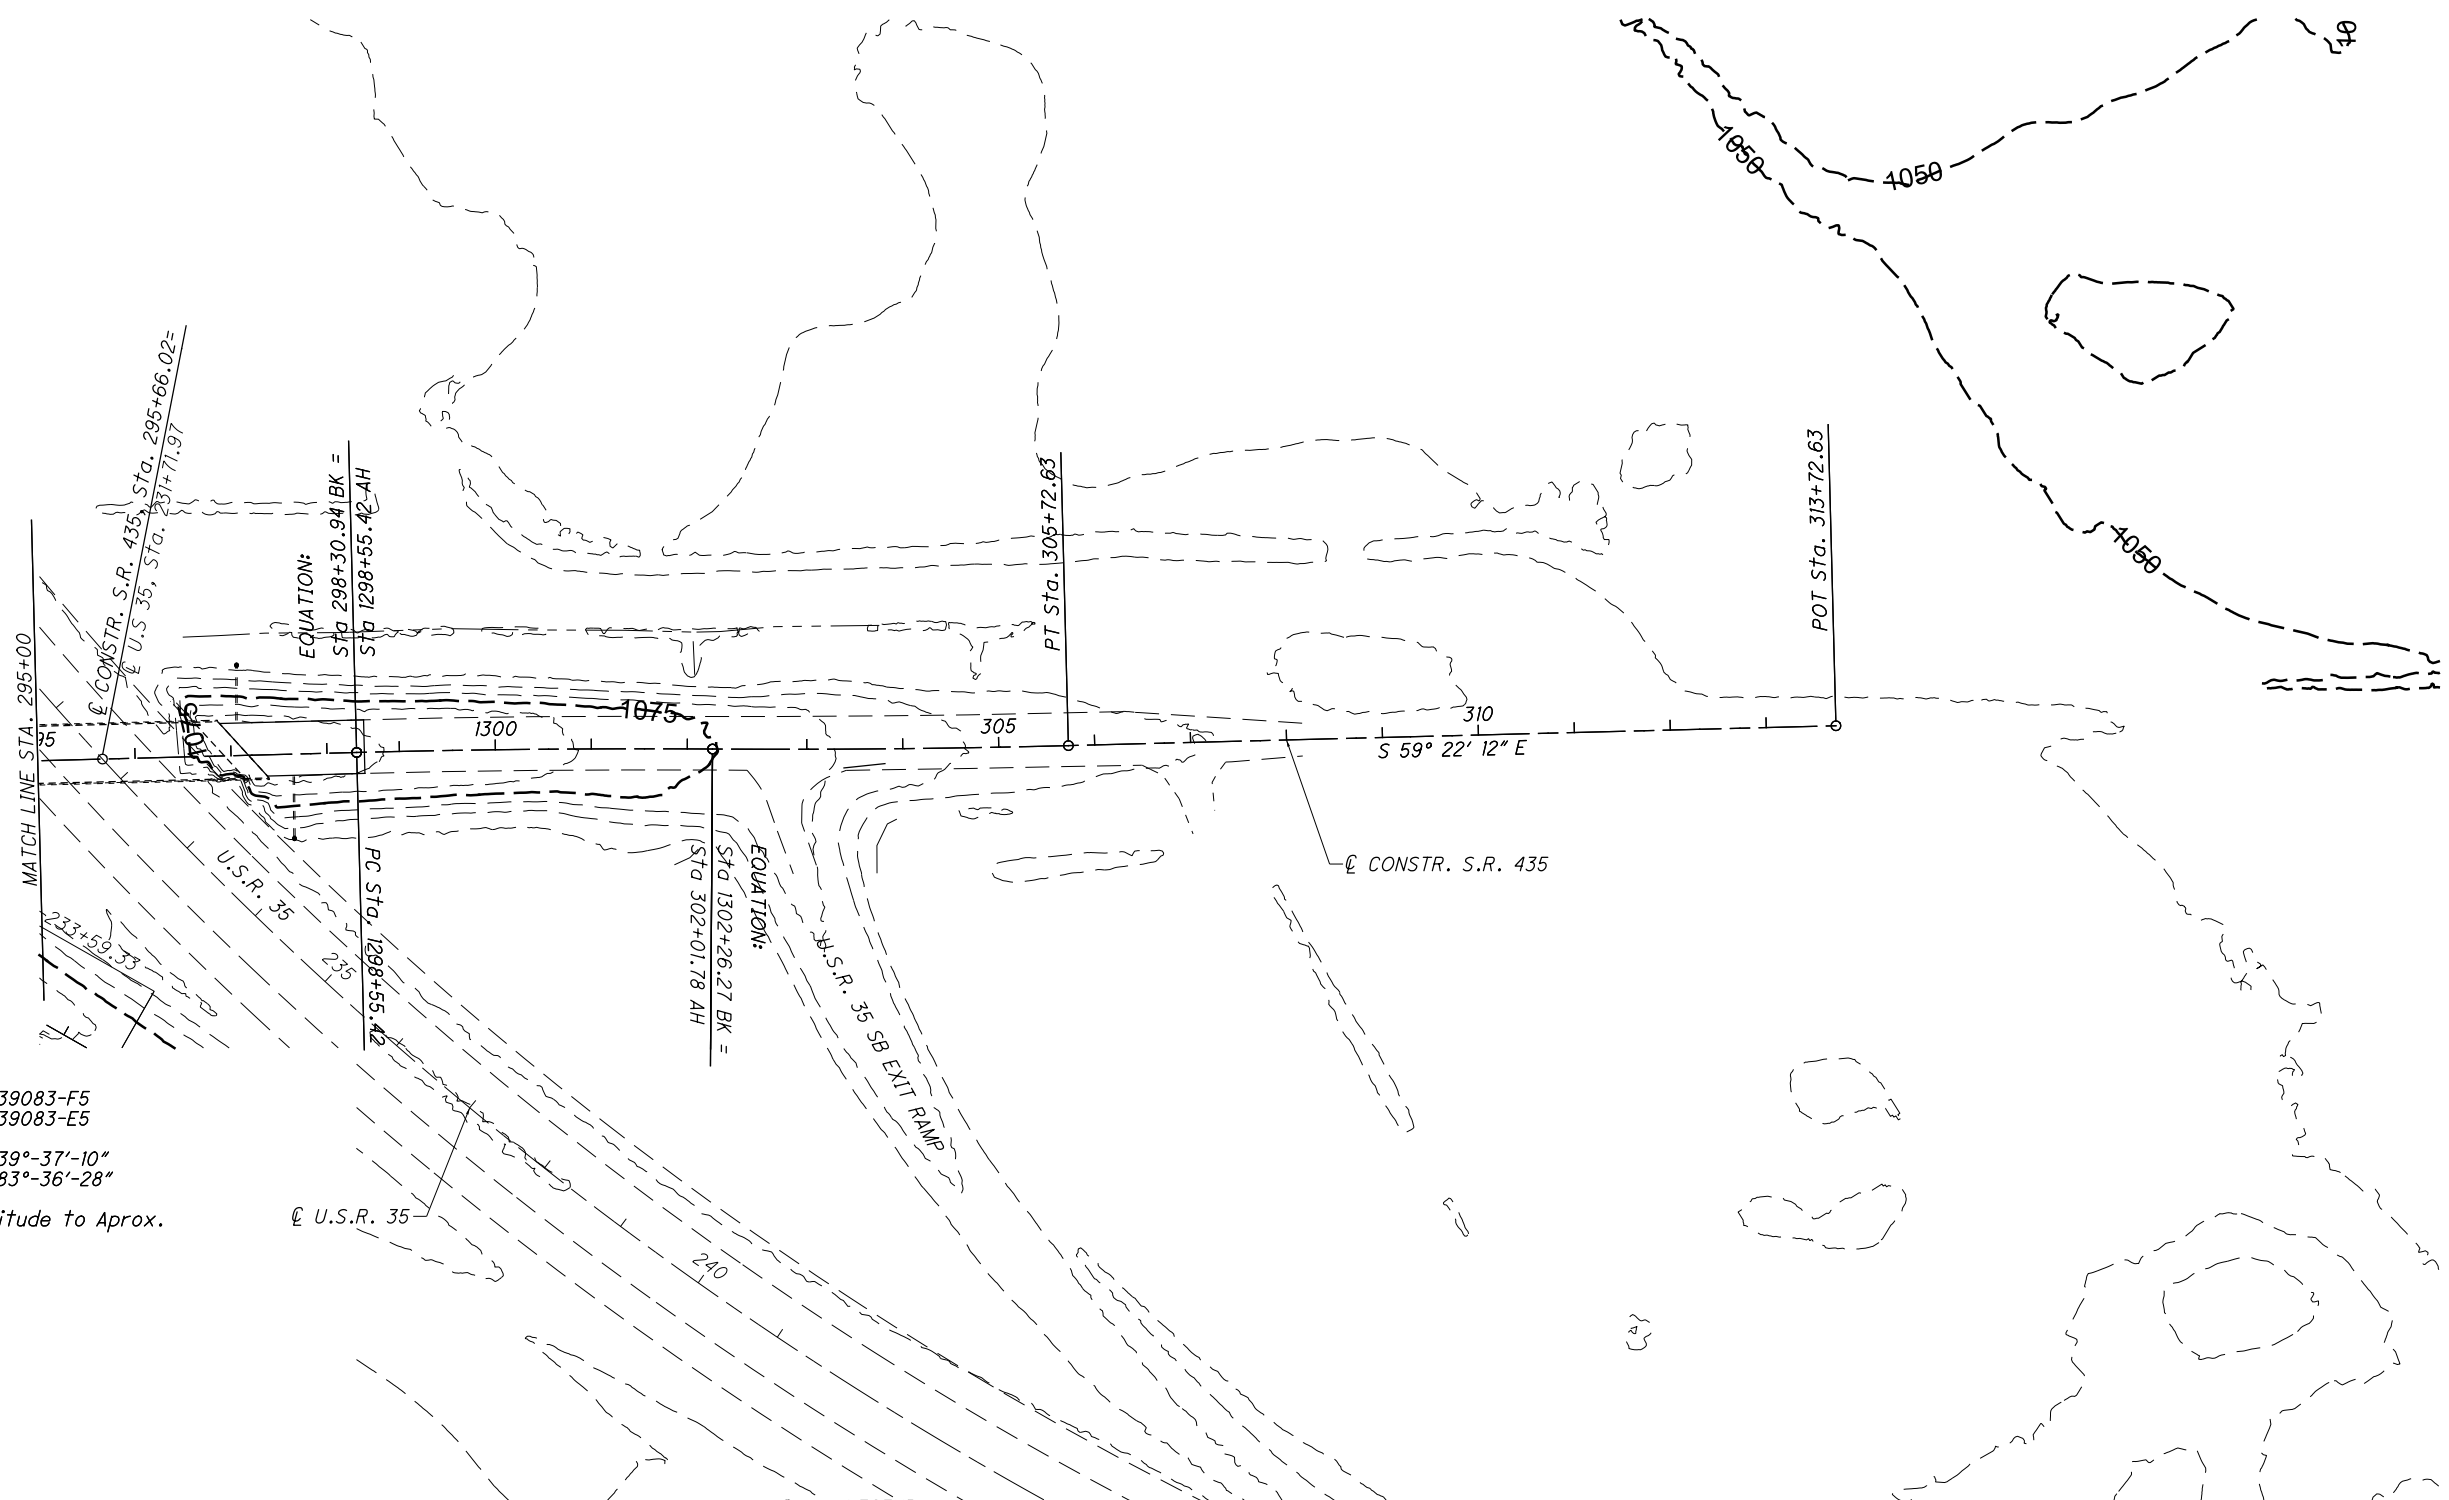 1050
1050
1050
℄ CONSTR. S.R. 435, Sta. 295+66.02=
℄ U.S 35, Sta. 231+71.97
EQUATION:
Sta 298+30.94 BK =
Sta 1298+55.42 AH
PT Sta. 305+72.63
POT Sta. 313+72.63
MATCH LINE STA. 295+00
1075
1075
1300
305
310
S 59° 22' 12" E
℄ CONSTR. S.R. 435
U.S.R. 35
PC Sta, 1298+55.42
EQUATION:
Sta 1302+26.27 BK =
Sta 302+01.78 AH
233+59.33
235
U.S.R. 35 SB EXIT RAMP
39083-F5
39083-E5
39°-37'-10"
83°-36'-28"
itude to Aprox.
℄ U.S.R. 35
240